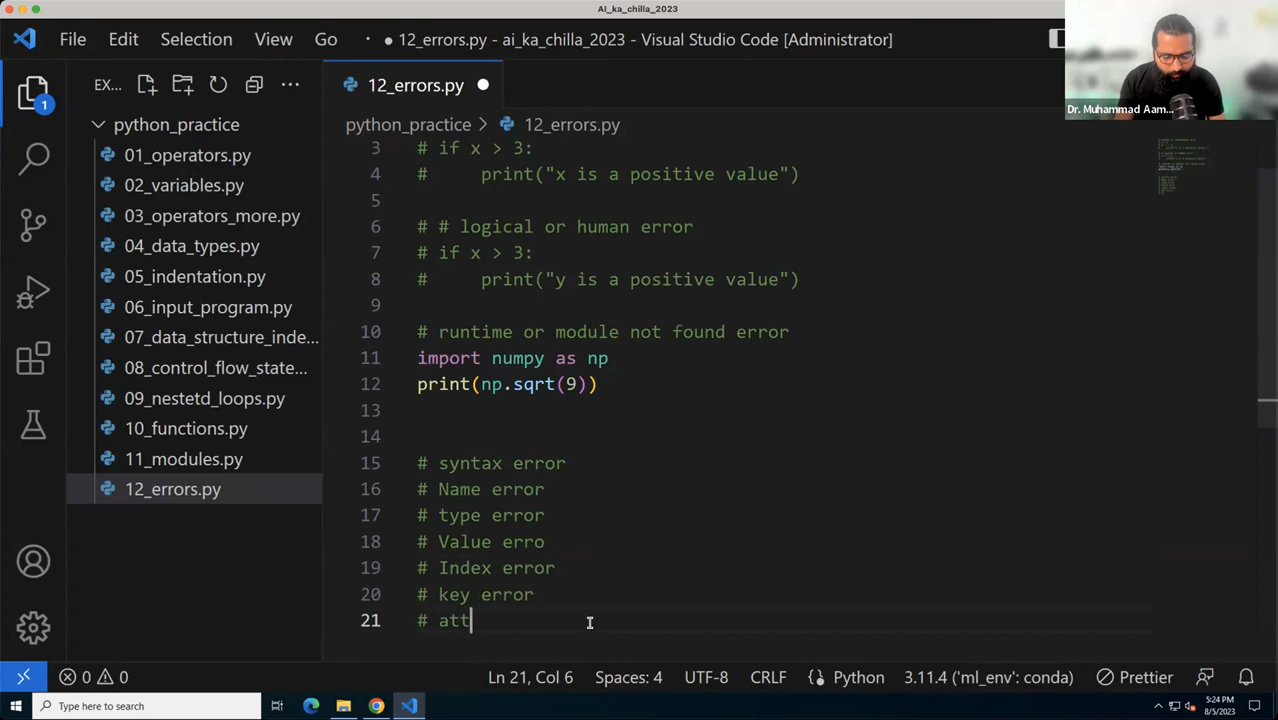 AI_ka_chilla_2023
File Edit Selection View Go 12_errors.py - ai_ka_chilla_2023 - Visual Studio Code [Administrator]
Dr. Muhammad Aam...
EX... 12_errors.py
1
python_practice
python_practice > 12_errors.py
01_operators.py
02_variables.py
03_operators_more.py
04_data_types.py
05_indentation.py
06_input_program.py
07_data_structure_inde...
08_control_flow_state...
09_nestetd_loops.py
10_functions.py
11_modules.py
12_errors.py
3 # if x > 3:
4 #     print("x is a positive value")
5
6 # # logical or human error
7 # if x > 3:
8 #     print("y is a positive value")
9
10 # runtime or module not found error
11 import numpy as np
12 print(np.sqrt(9))
13
14
15 # syntax error
16 # Name error
17 # type error
18 # Value erro
19 # Index error
20 # key error
21 # att
0 0 Ln 21, Col 6 Spaces: 4 UTF-8 CRLF Python 3.11.4 ('ml_env': conda) Prettier
Type here to search
5:24 PM
8/5/2023